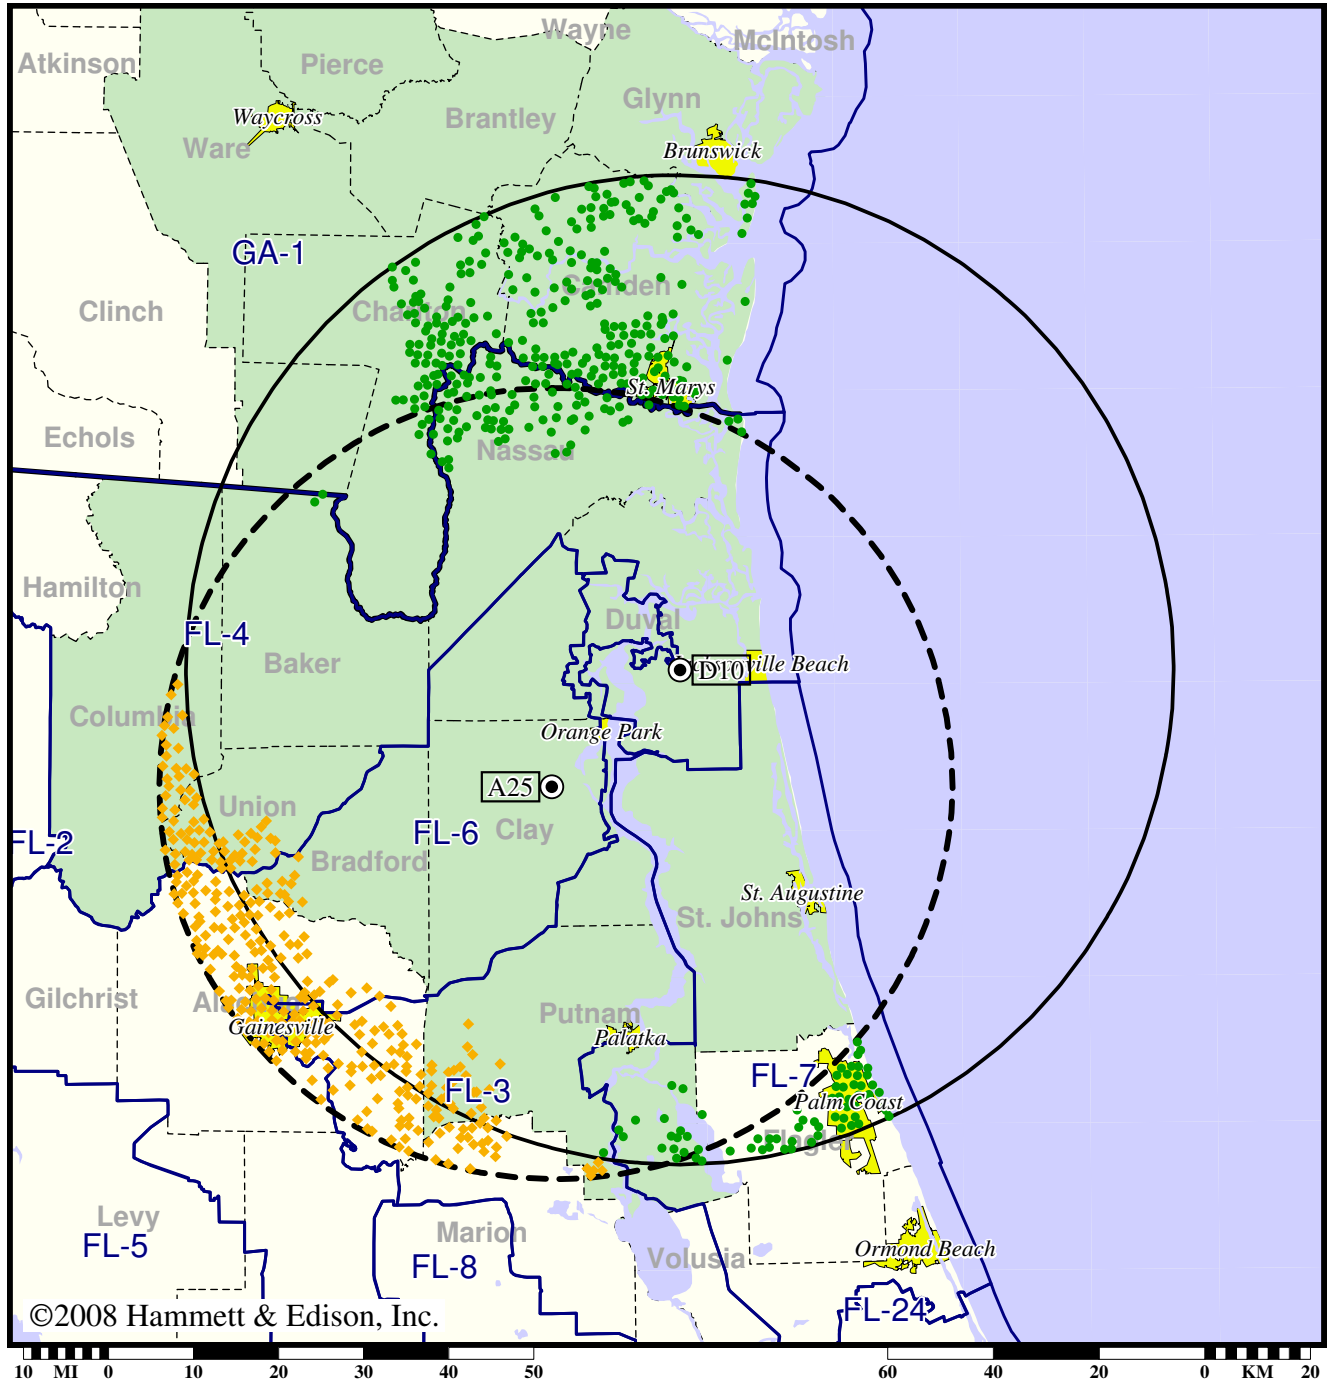 Wayne
McIntosh
Atkinson
Pierce
Glynn
Waycross
Brantley
Ware
Brunswick
GA-1
Camden
Clinch
Charlton
St. Marys
Echols
Nassau
Hamilton
Duval
FL-4
Baker
Jacksonville Beach
D10
Columbia
Orange Park
A25
Union
FL-6
Clay
FL-2
Bradford
St. Augustine
St. Johns
Gilchrist
Alachua
Putnam
Gainesville
Palatka
FL-7
FL-3
Palm Coast
Flagler
Levy
Marion
FL-5
Ormond Beach
Volusia
FL-8
FL-24
©2008 Hammett & Edison, Inc.
10 MI 0 10 20 30 40 50 60 40 20 0 KM 20